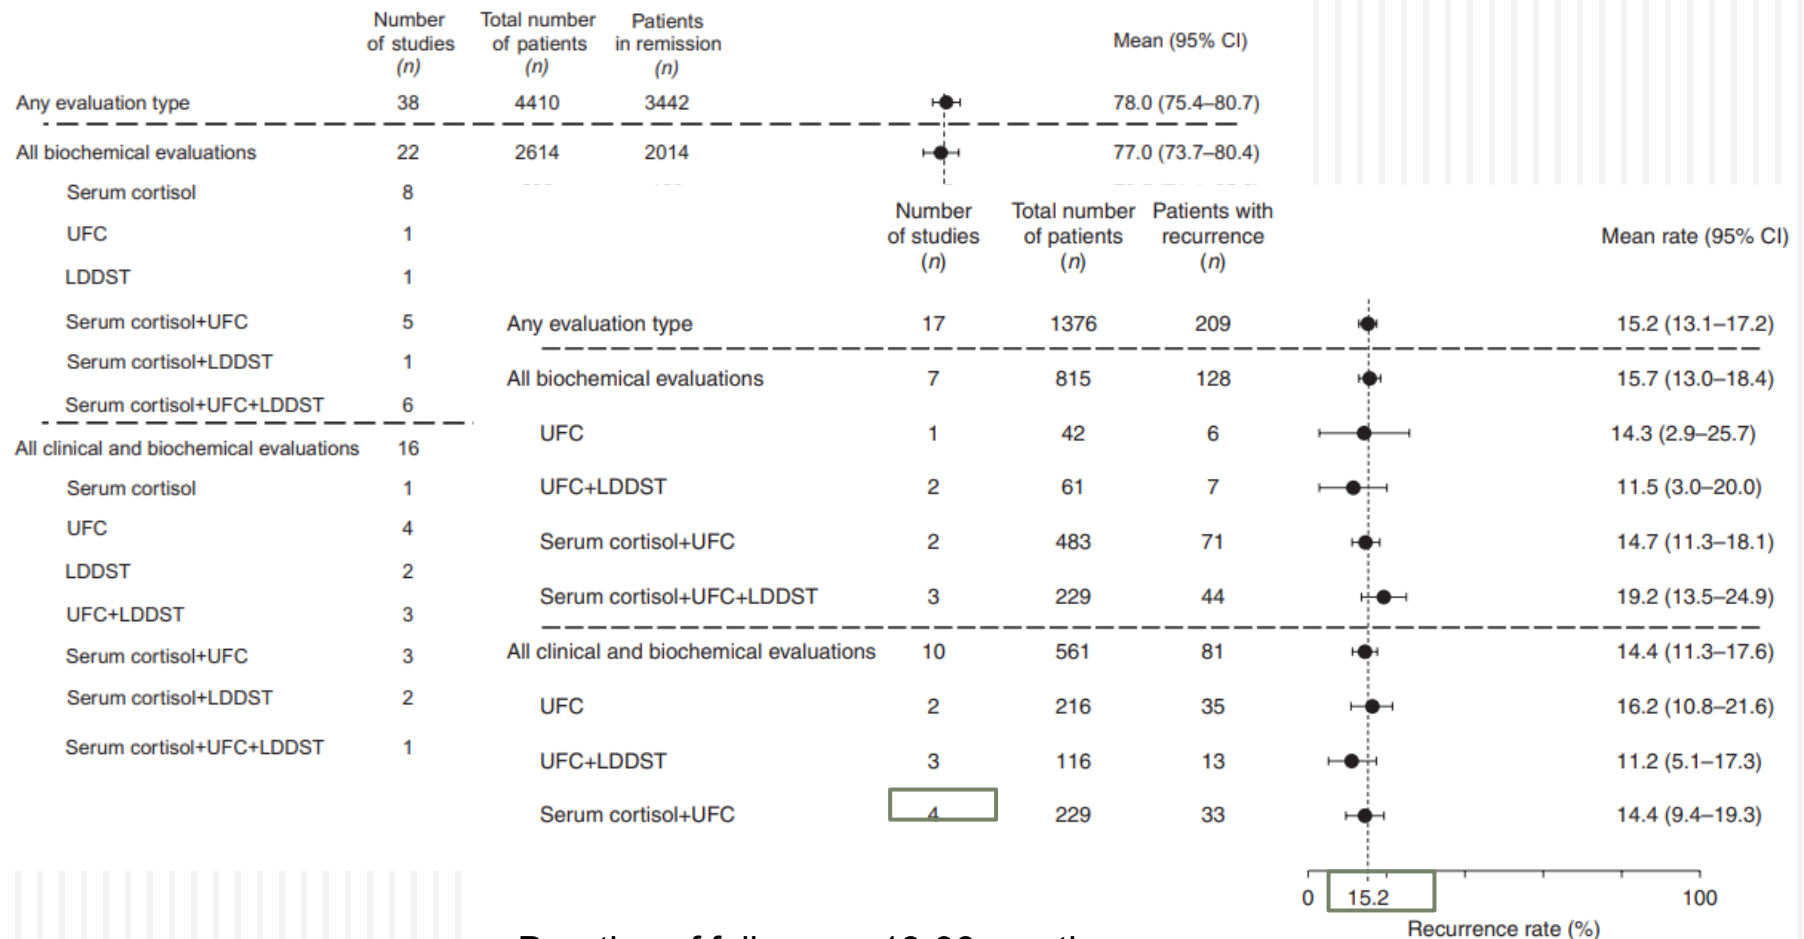 Number Total number Patients
of studies of patients in remission Mean (95% CI)
(n) (n) (n)
Any evaluation type 38 4410 3442 78.0 (75.4–80.7)
All biochemical evaluations 22 2614 2014 77.0 (73.7–80.4)
Serum cortisol 8
UFC 1
LDDST 1
Serum cortisol+UFC 5
Serum cortisol+LDDST 1
Serum cortisol+UFC+LDDST 6
All clinical and biochemical evaluations 16
Serum cortisol 1
UFC 4
LDDST 2
UFC+LDDST 3
Serum cortisol+UFC 3
Serum cortisol+LDDST 2
Serum cortisol+UFC+LDDST 1
Number Total number Patients with
of studies of patients recurrence Mean rate (95% CI)
(n) (n) (n)
Any evaluation type 17 1376 209 15.2 (13.1–17.2)
All biochemical evaluations 7 815 128 15.7 (13.0–18.4)
UFC 1 42 6 14.3 (2.9–25.7)
UFC+LDDST 2 61 7 11.5 (3.0–20.0)
Serum cortisol+UFC 2 483 71 14.7 (11.3–18.1)
Serum cortisol+UFC+LDDST 3 229 44 19.2 (13.5–24.9)
All clinical and biochemical evaluations 10 561 81 14.4 (11.3–17.6)
UFC 2 216 35 16.2 (10.8–21.6)
UFC+LDDST 3 116 13 11.2 (5.1–17.3)
Serum cortisol+UFC 4 229 33 14.4 (9.4–19.3)
0 15.2 100
Recurrence rate (%)